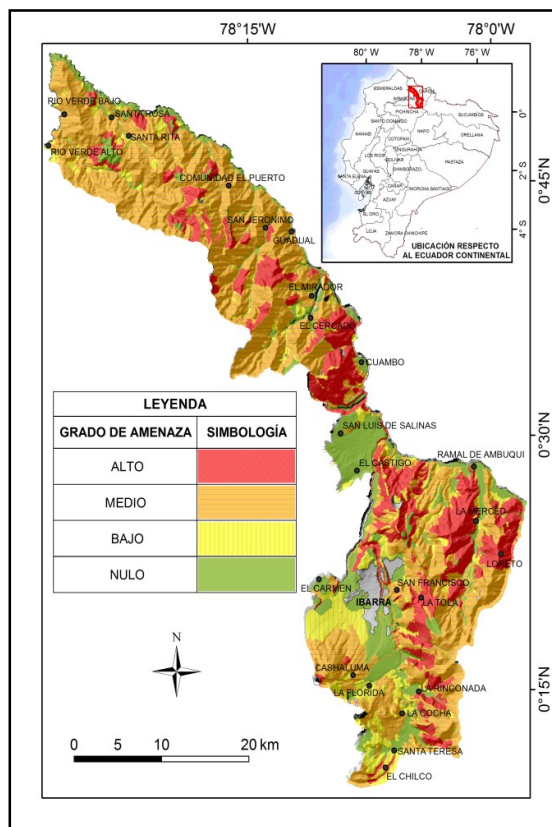 78°15'W
78°0'W
80° W
78° W
76° W
ESMERALDAS
CARCHI
IMBABURA
PICHINCHA
SUCUMBIOS
0°
SANTO DOMINGO
NAPO
ORELLANA
MANABI
COTOPAXI
TUNGURAHUA
LOS RIOS
BOLIVAR
PASTAZA
2° S
GUAYAS
CHIMBORAZO
SANTA ELENA
MORONA SANTIAGO
CAÑAR
AZUAY
EL ORO
4° S
LOJA
ZAMORA CHINCHIPE
UBICACIÓN RESPECTO
AL ECUADOR CONTINENTAL
0°45'N
RIO VERDE BAJO
SANTA ROSA
SANTA RITA
RIO VERDE ALTO
COMUNIDAD EL PUERTO
SAN JERONIMO
GUADUAL
EL MIRADOR
EL CERCADO
CUAMBO
LEYENDA
GRADO DE AMENAZA
SIMBOLOGÍA
ALTO
MEDIO
BAJO
NULO
SAN LUIS DE SALINAS
0°30'N
RAMAL DE AMBUQUI
EL CASTIGO
LA MERCED
LORETO
EL CARMEN
SAN FRANCISCO
IBARRA
LA TOLA
CASHALUMA
LA FLORIDA
LA RINCONADA
0°15'N
LA COCHA
SANTA TERESA
EL CHILCO
N
0
5
10
20 km